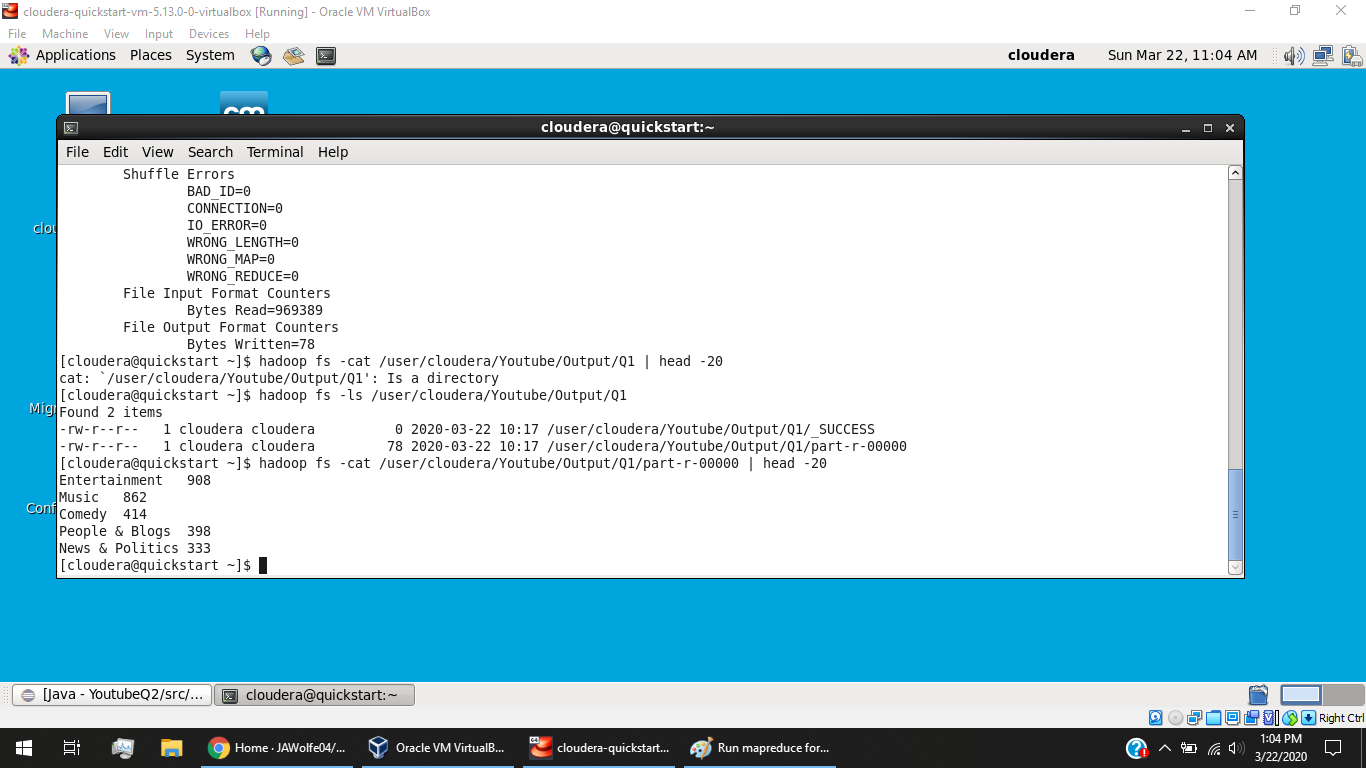 cloudera-quickstart-vm-5.13.0-0-virtualbox [Running] - Oracle VM VirtualBox
File Machine View Input Devices Help
Applications Places System cloudera Sun Mar 22, 11:04 AM
cloudera@quickstart:~
File Edit View Search Terminal Help
Shuffle Errors
BAD_ID=0
CONNECTION=0
IO_ERROR=0
WRONG_LENGTH=0
WRONG_MAP=0
WRONG_REDUCE=0
File Input Format Counters
Bytes Read=969389
File Output Format Counters
Bytes Written=78
[cloudera@quickstart ~]$ hadoop fs -cat /user/cloudera/Youtube/Output/Q1 | head -20
cat: `/user/cloudera/Youtube/Output/Q1': Is a directory
[cloudera@quickstart ~]$ hadoop fs -ls /user/cloudera/Youtube/Output/Q1
Found 2 items
-rw-r--r--   1 cloudera cloudera          0 2020-03-22 10:17 /user/cloudera/Youtube/Output/Q1/_SUCCESS
-rw-r--r--   1 cloudera cloudera         78 2020-03-22 10:17 /user/cloudera/Youtube/Output/Q1/part-r-00000
[cloudera@quickstart ~]$ hadoop fs -cat /user/cloudera/Youtube/Output/Q1/part-r-00000 | head -20
Entertainment   908
Music   862
Comedy  414
People & Blogs  398
News & Politics 333
[cloudera@quickstart ~]$
clou
Mig
Conf
[Java - YoutubeQ2/src/... cloudera@quickstart:~
Right Ctrl
Home · JAWolfe04/... Oracle VM VirtualB... cloudera-quickstart... Run mapreduce for...
1:04 PM
3/22/2020